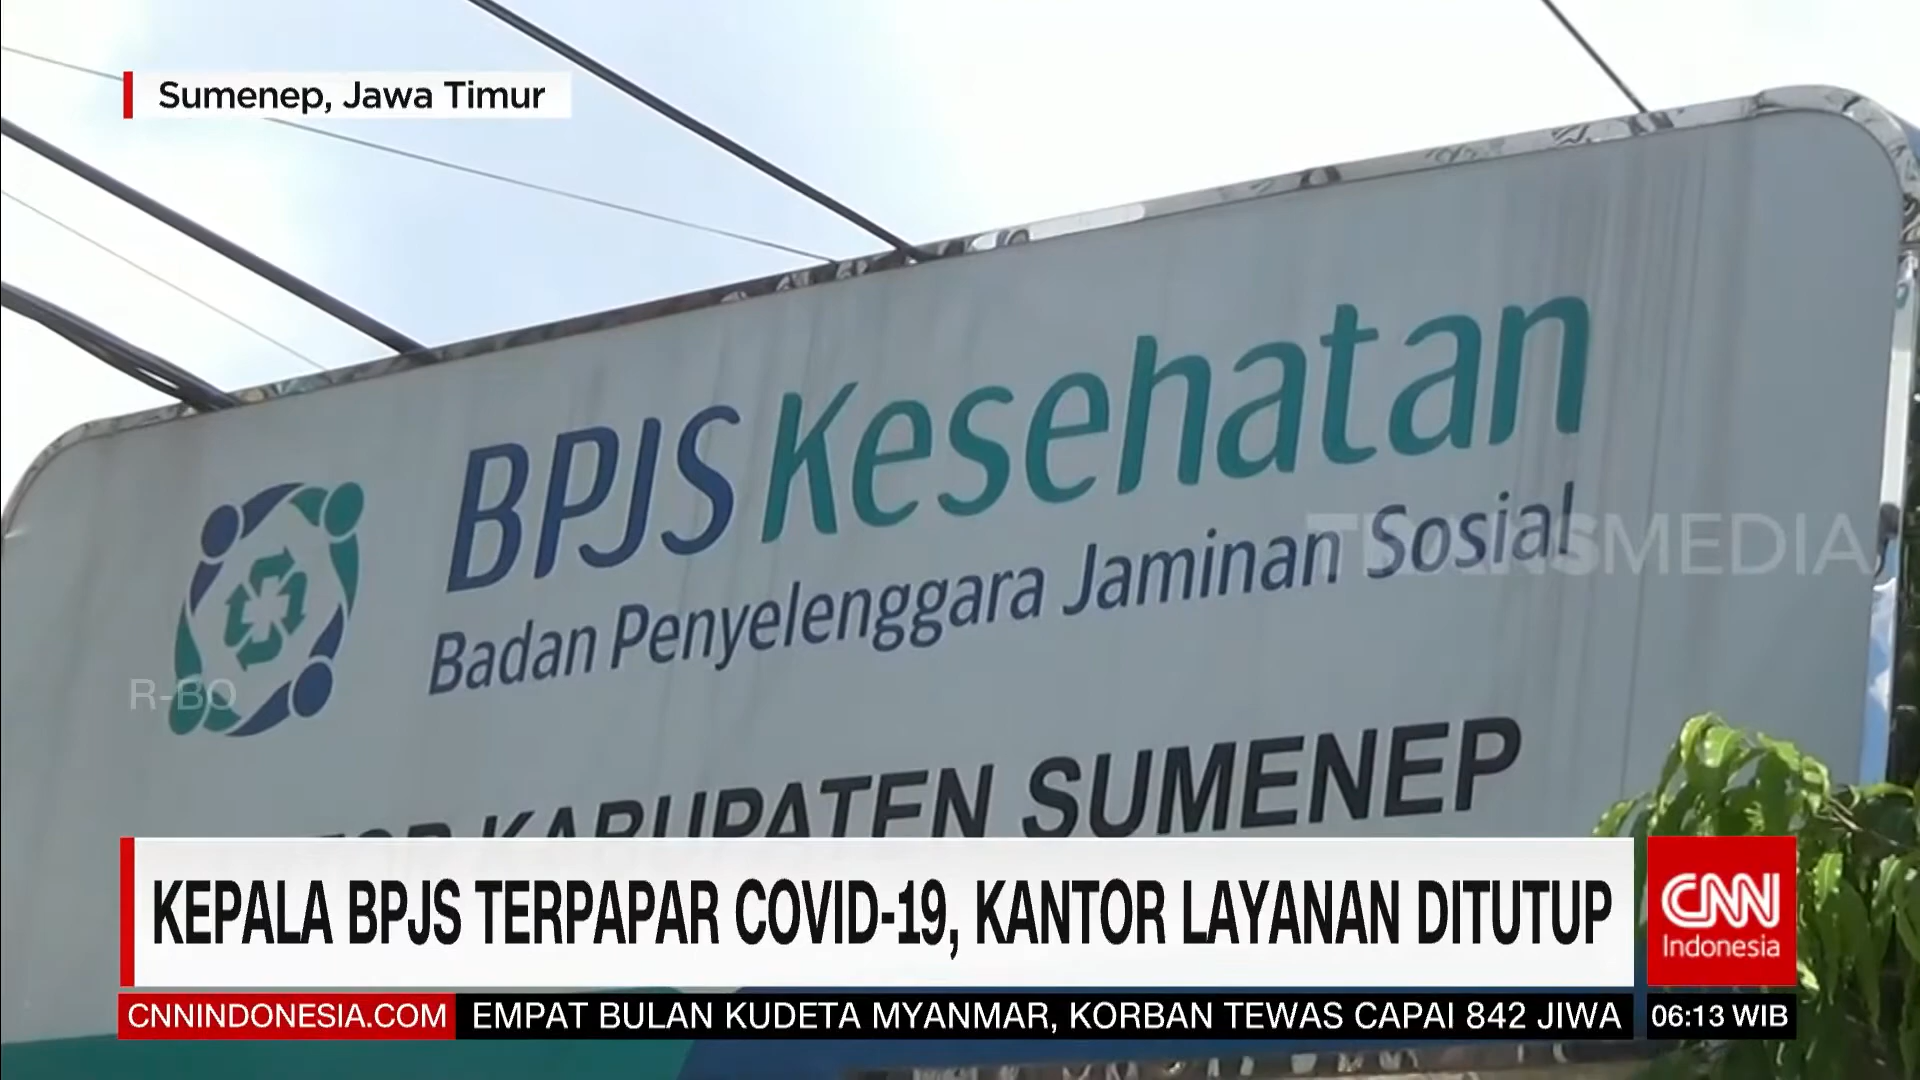 Sumenep, Jawa Timur
BPJS Kesehatan
Badan Penyelenggara Jaminan Sosial
TRANSMEDIA
R-BO
KABUPATEN SUMENEP
KEPALA BPJS TERPAPAR COVID-19, KANTOR LAYANAN DITUTUP
CNN
Indonesia
CNNINDONESIA.COM EMPAT BULAN KUDETA MYANMAR, KORBAN TEWAS CAPAI 842 JIWA 06:13 WIB